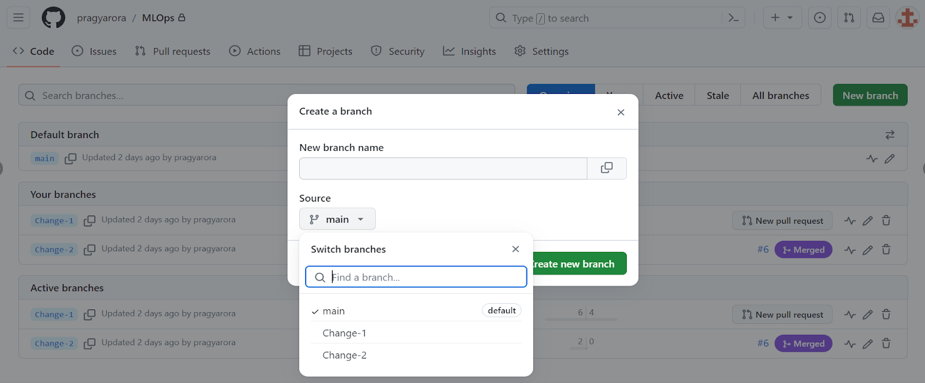 pragyarora / MLOps
Type / to search
Code Issues Pull requests Actions Projects Security Insights Settings
Search branches...
Active Stale All branches New branch
Create a branch
Default branch
New branch name
main Updated 2 days ago by pragyarora
Your branches
Source
main
Change-1 Updated 2 days ago by pragyarora New pull request
Switch branches
Change-2 Updated 2 days ago by pragyarora #6 Merged
Create new branch
Find a branch...
Active branches
main default
Change-1 Updated 2 days ago by pragyarora 6 4 New pull request
Change-1
Change-2 Updated 2 days ago by pragyarora 2 0 #6 Merged
Change-2